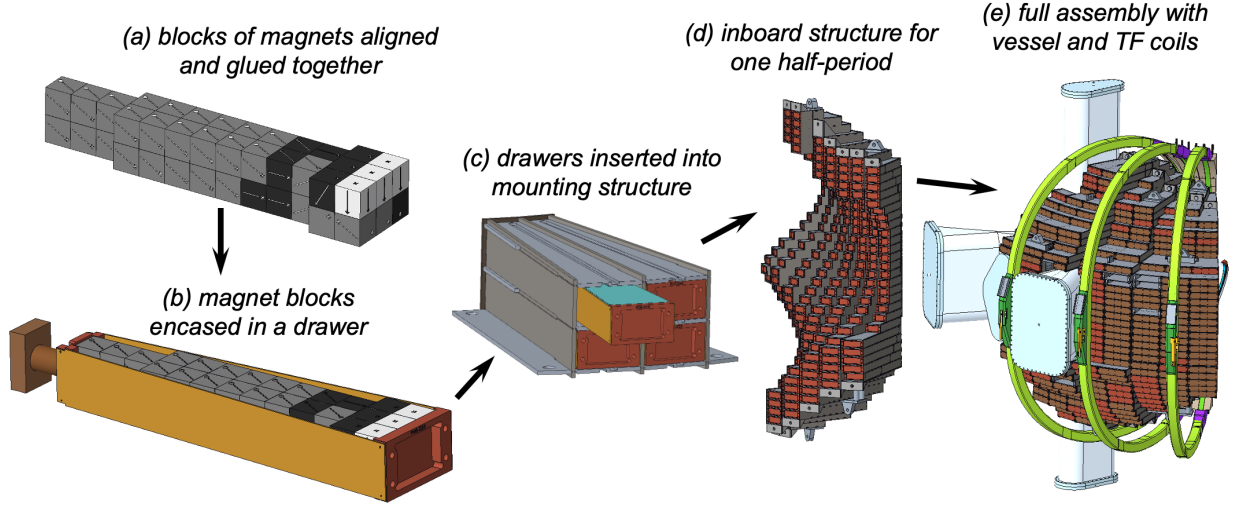 (a) blocks of magnets aligned
and glued together
(b) magnet blocks
encased in a drawer
(c) drawers inserted into
mounting structure
(d) inboard structure for
one half-period
(e) full assembly with
vessel and TF coils